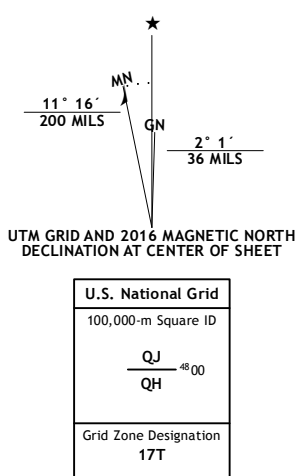 ★
MN
GN
11° 16´
200 MILS
2° 1´
36 MILS
UTM GRID AND 2016 MAGNETIC NORTH
DECLINATION AT CENTER OF SHEET
U.S. National Grid
100,000-m Square ID
QJ
4800
QH
Grid Zone Designation
17T